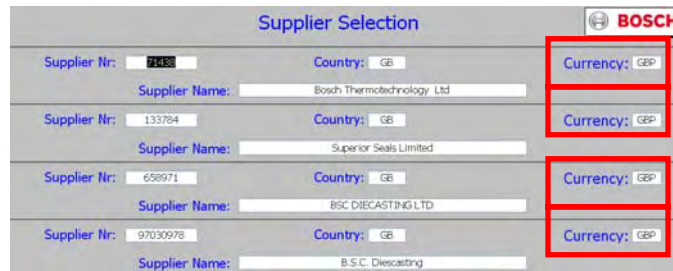 Supplier Selection BOSCH
Supplier Nr: 71438 Country: GB Currency: GBP
Supplier Name: Bosch Thermotechnology Ltd
Supplier Nr: 133784 Country: GB Currency: GBP
Supplier Name: Superior Seals Limited
Supplier Nr: 658971 Country: GB Currency: GBP
Supplier Name: BSC DIECASTING LTD
Supplier Nr: 97030978 Country: GB Currency: GBP
Supplier Name: B.S.C. Diescasting